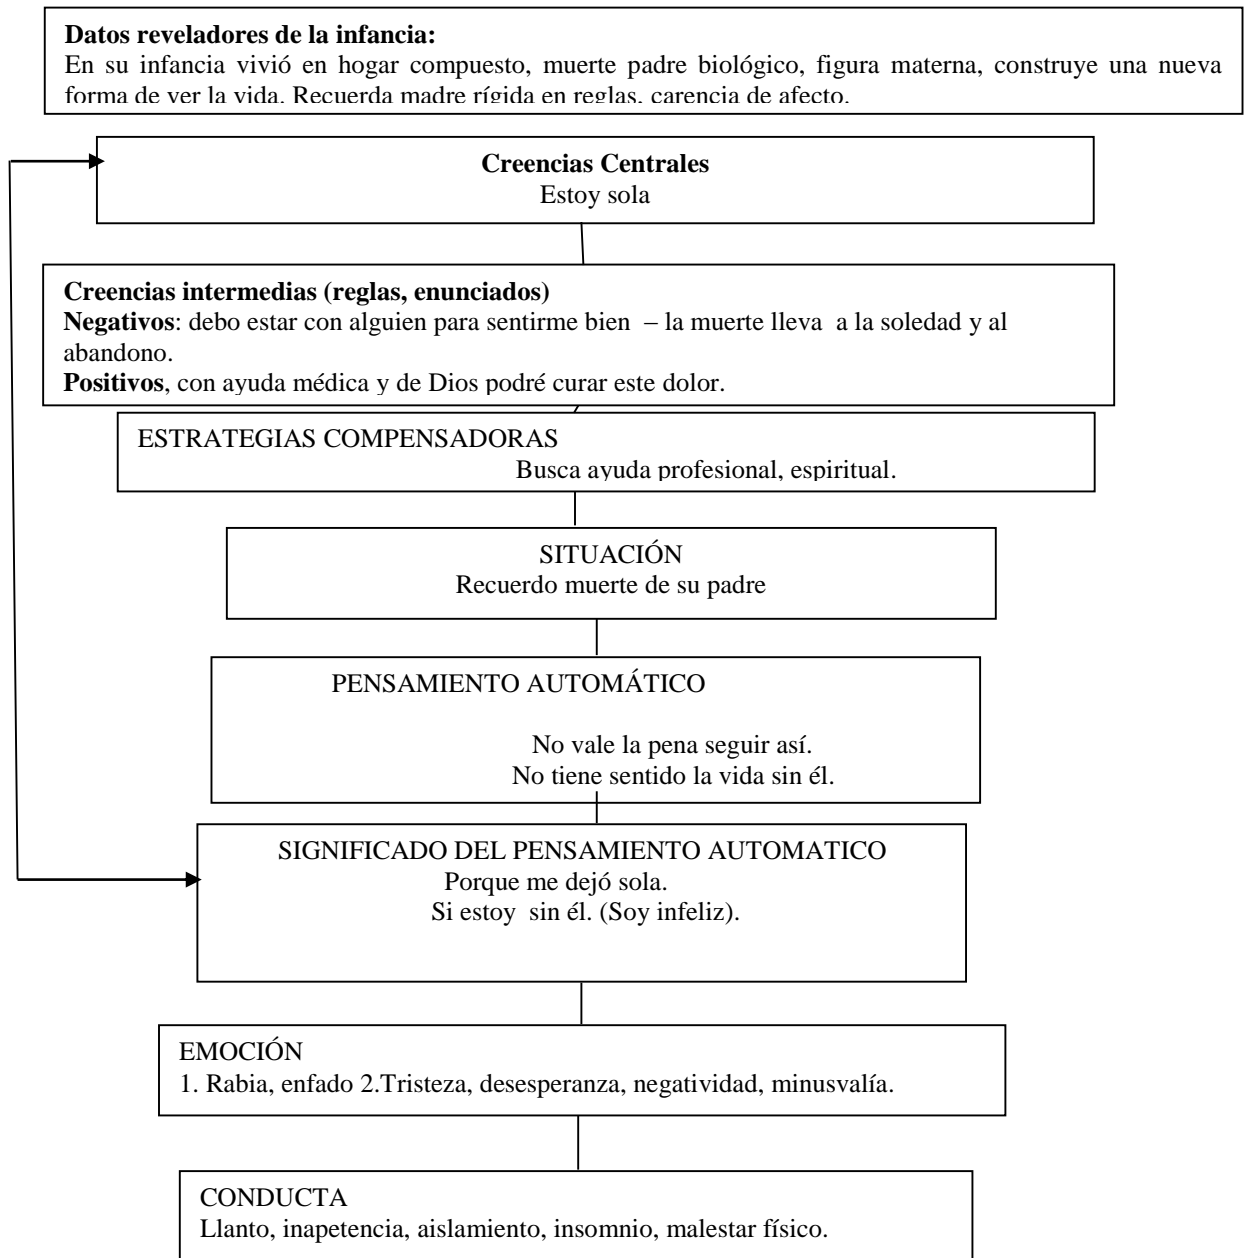 Datos reveladores de la infancia:
En su infancia vivió en hogar compuesto, muerte padre biológico, figura materna, construye una nueva
forma de ver la vida. Recuerda madre rígida en reglas, carencia de afecto.
Creencias Centrales
Estoy sola
Creencias intermedias (reglas, enunciados)
Negativos: debo estar con alguien para sentirme bien – la muerte lleva a la soledad y al
abandono.
Positivos, con ayuda médica y de Dios podré curar este dolor.
ESTRATEGIAS COMPENSADORAS
Busca ayuda profesional, espiritual.
SITUACIÓN
Recuerdo muerte de su padre
PENSAMIENTO AUTOMÁTICO
No vale la pena seguir así.
No tiene sentido la vida sin él.
SIGNIFICADO DEL PENSAMIENTO AUTOMATICO
Porque me dejó sola.
Si estoy sin él. (Soy infeliz).
EMOCIÓN
1. Rabia, enfado 2.Tristeza, desesperanza, negatividad, minusvalía.
CONDUCTA
Llanto, inapetencia, aislamiento, insomnio, malestar físico.